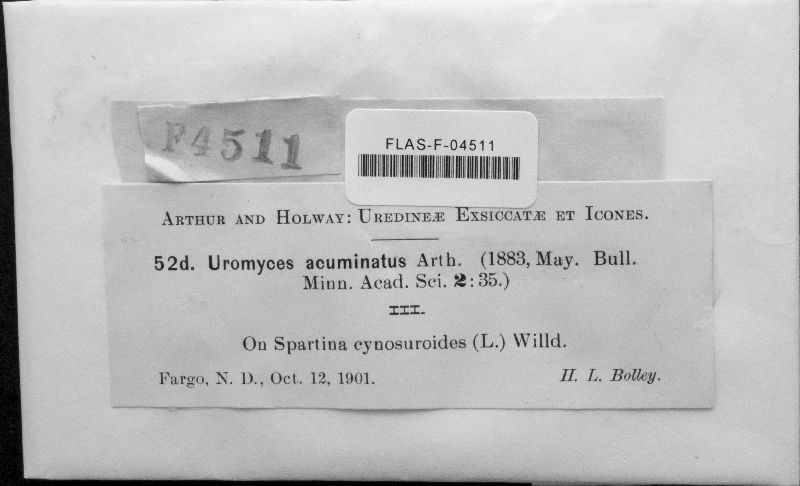 F4511
FLAS-F-04511
Arthur and Holway: Uredineæ Exsiccatæ et Icones.
52d. Uromyces acuminatus Arth. (1883, May. Bull.
Minn. Acad. Sci. 2:35.)
III.
On Spartina cynosuroides (L.) Willd.
Fargo, N. D., Oct. 12, 1901. H. L. Bolley.